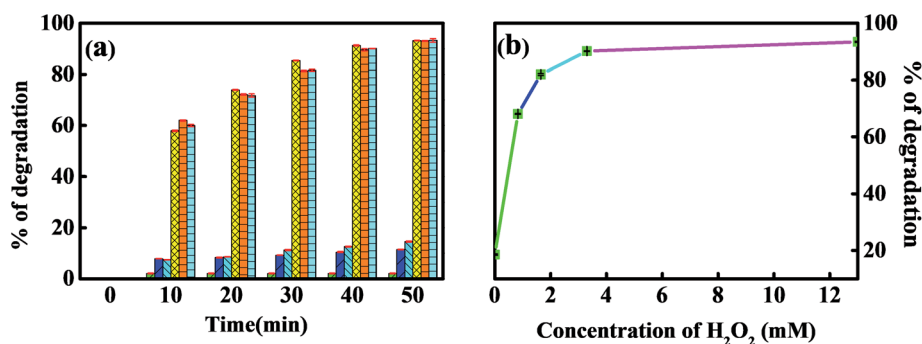 (a)
% of degradation
100
80
60
40
20
0
0 10 20 30 40 50
Time(min)
(b)
100
80
60
40
20
% of degradation
0 2 4 6 8 10 12
Concentration of H₂O₂ (mM)